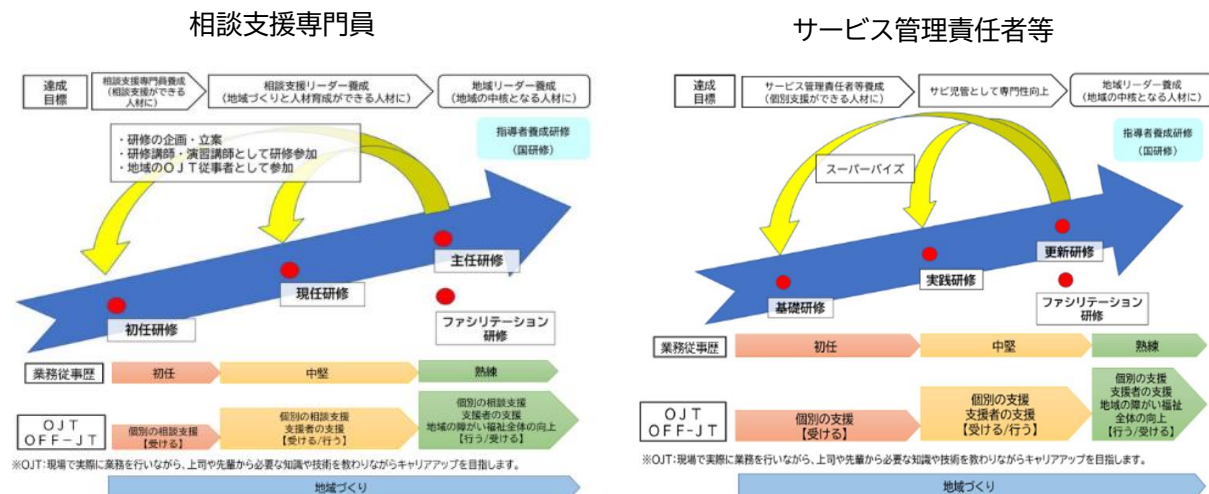 相談支援専門員
達成
目標
相談支援専門員養成
(相談支援ができる
人材に)
相談支援リーダー養成
(地域づくりと人材育成ができる人材に)
地域リーダー養成
(地域の中核となる人材に)
・研修の企画・立案
・研修講師・演習講師として研修参加
・地域のOJT従事者として参加
指導者養成研修
(国研修)
主任研修
現任研修
初任研修
ファシリテーション
研修
業務従事歴
初任
中堅
熟練
OJT
OFF-JT
個別の相談支援
【受ける】
個別の相談支援
支援者の支援
【受ける/行う】
個別の相談支援
支援者の支援
地域の障がい福祉全体の向上
【行う/受ける】
※OJT:現場で実際に業務を行いながら、上司や先輩から必要な知識や技術を教わりながらキャリアアップを目指します。
地域づくり
サービス管理責任者等
達成
目標
サービス管理責任者等養成
(個別支援ができる人材に)
サビ児管として専門性向上
地域リーダー養成
(地域の中核となる人材に)
指導者養成研修
(国研修)
スーパーバイズ
更新研修
実践研修
基礎研修
ファシリテーション
研修
業務従事歴
初任
中堅
熟練
OJT
OFF-JT
個別の支援
【受ける】
個別の支援
支援者の支援
【受ける/行う】
個別の支援
支援者の支援
地域の障がい福祉
全体の向上
【行う/受ける】
※OJT:現場で実際に業務を行いながら、上司や先輩から必要な知識や技術を教わりながらキャリアアップを目指します。
地域づくり